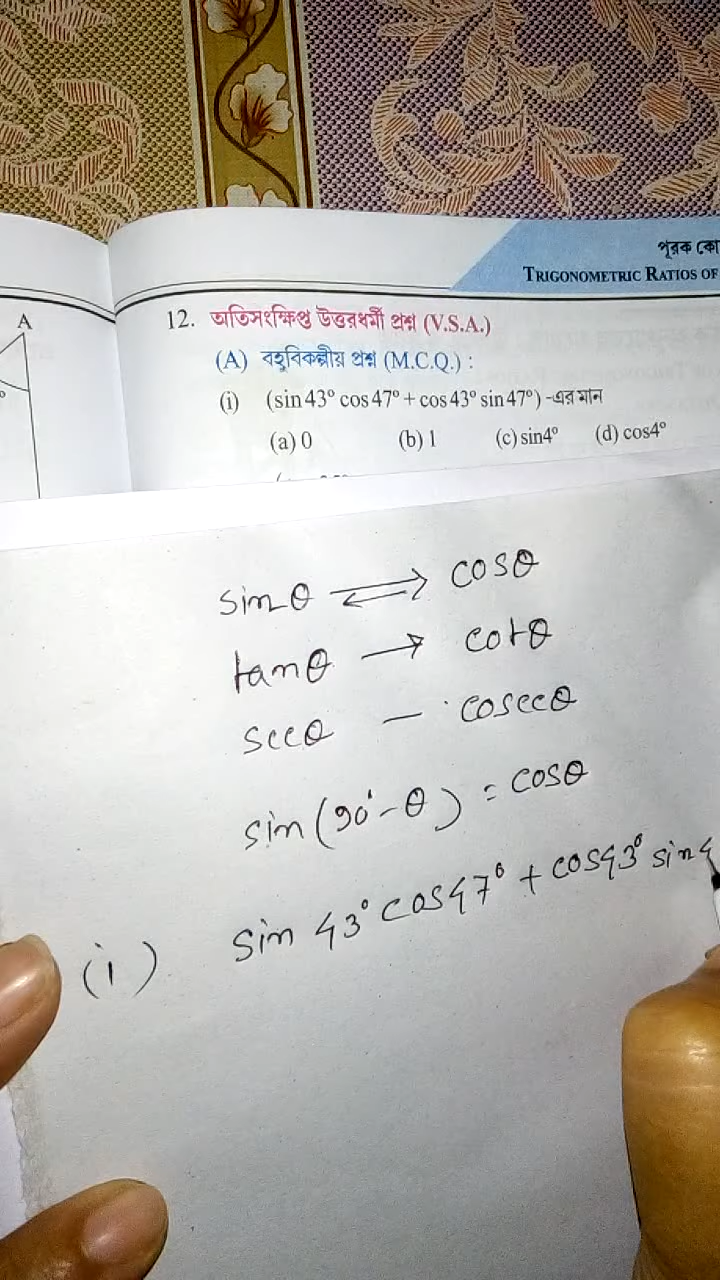 A
পূরক কো
TRIGONOMETRIC RATIOS OF
12. অতিসংক্ষিপ্ত উত্তরধর্মী প্রশ্ন (V.S.A.)
(A) বহুবিকল্পীয় প্রশ্ন (M.C.Q.) :
(i) (sin 43° cos 47° + cos 43° sin 47°) -এর মান
(a) 0 (b) 1 (c) sin4° (d) cos4°
sinθ ⇌ cosθ
tanθ → cotθ
secθ — cosecθ
sin(90° - θ) = cosθ
(i) sin 43° cos 47° + cos 43° sin 4